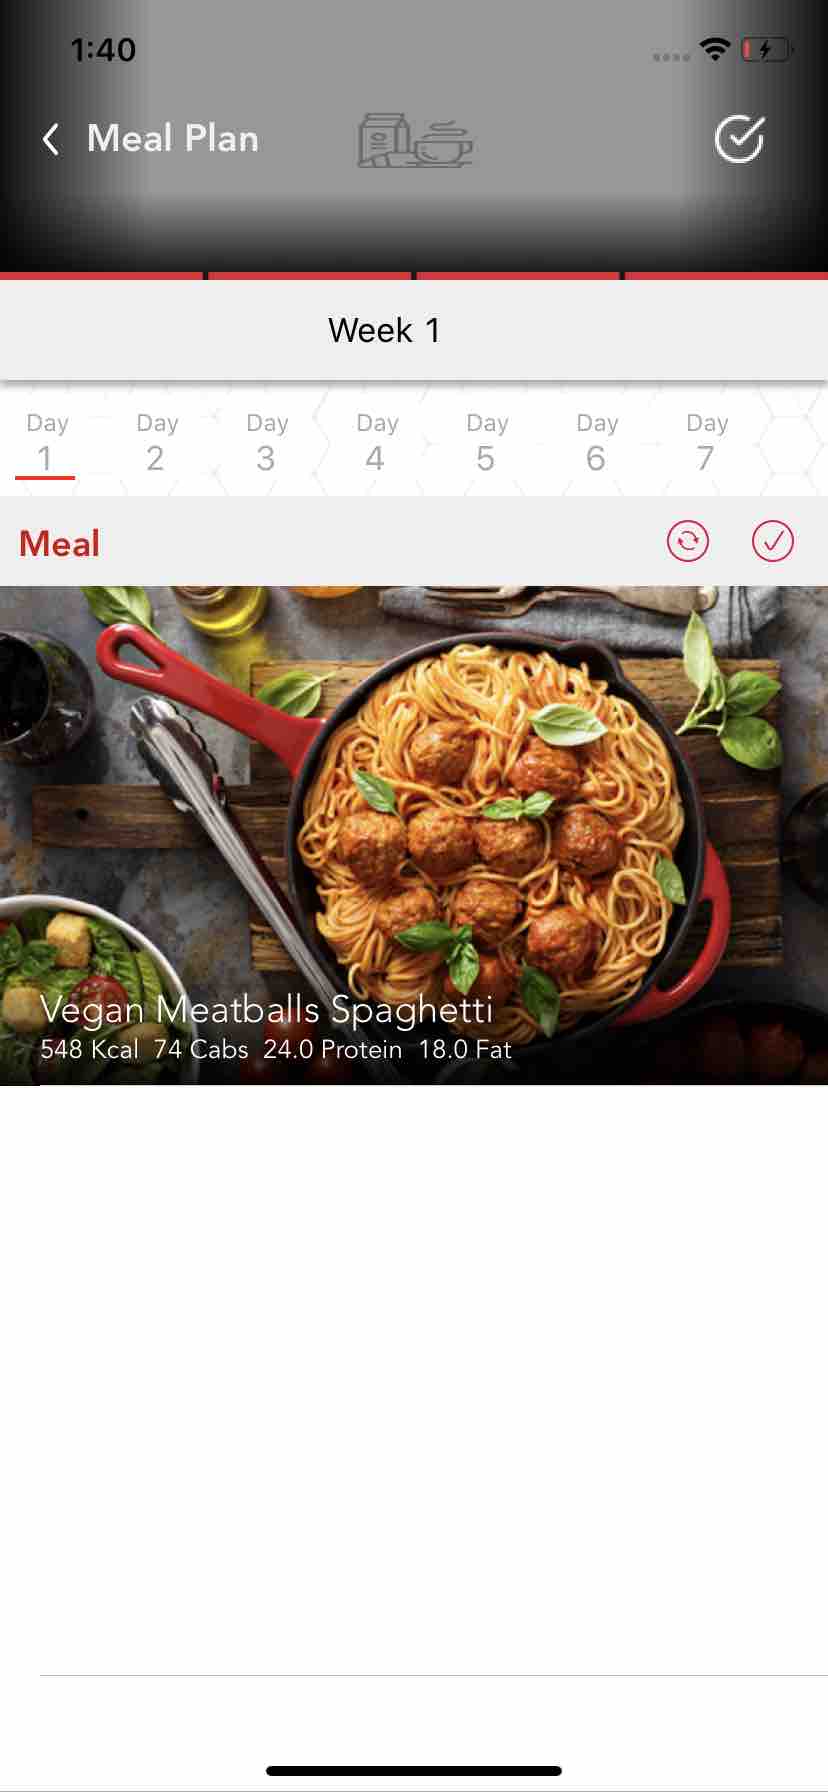 1:40
Meal Plan
Week 1
Day Day Day Day Day Day Day
1 2 3 4 5 6 7
Meal
Vegan Meatballs Spaghetti
548 Kcal 74 Cabs 24.0 Protein 18.0 Fat